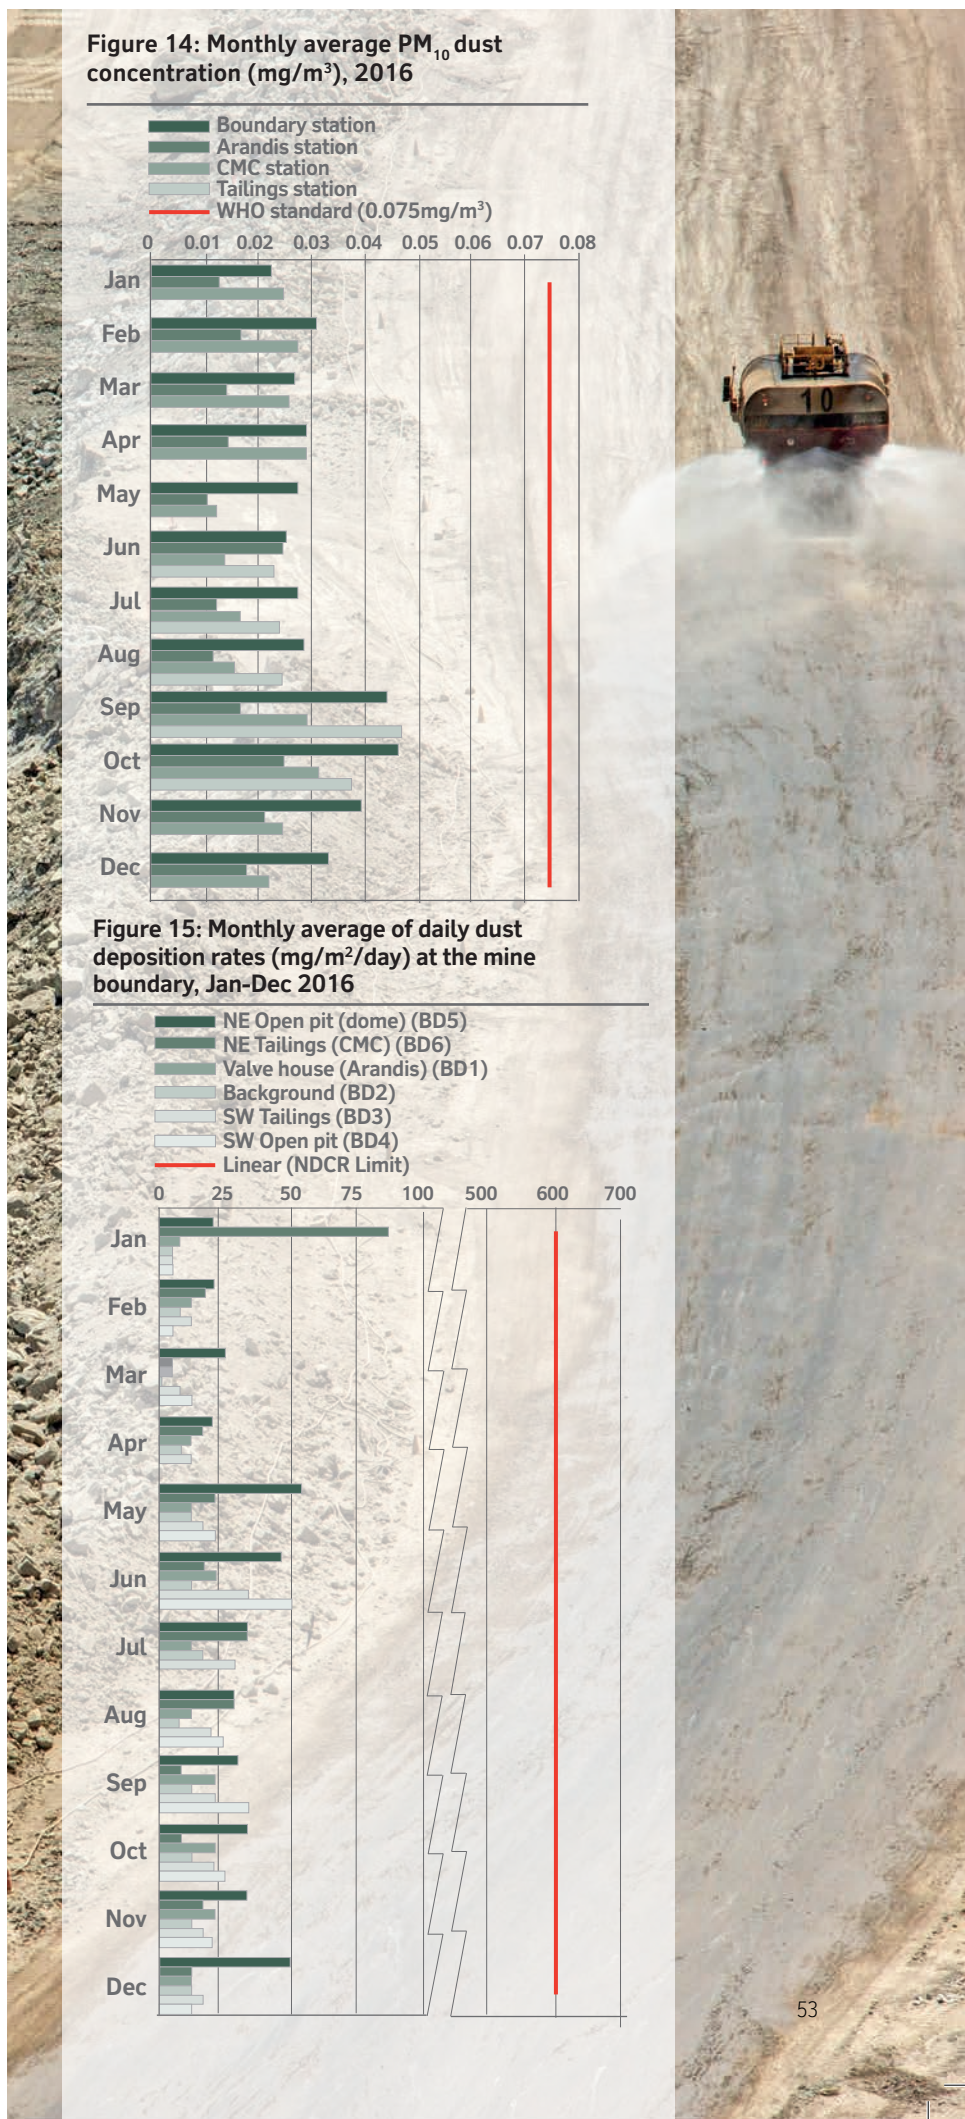 Figure 14: Monthly average PM10 dust
concentration (mg/m³), 2016
Boundary station
Arandis station
CMC station
Tailings station
WHO standard (0.075mg/m³)
0 0.01 0.02 0.03 0.04 0.05 0.06 0.07 0.08
Jan
Feb
Mar
Apr
May
Jun
Jul
Aug
Sep
Oct
Nov
Dec
10
Figure 15: Monthly average of daily dust
deposition rates (mg/m²/day) at the mine
boundary, Jan-Dec 2016
NE Open pit (dome) (BD5)
NE Tailings (CMC) (BD6)
Valve house (Arandis) (BD1)
Background (BD2)
SW Tailings (BD3)
SW Open pit (BD4)
Linear (NDCR Limit)
0 25 50 75 100 500 600 700
Jan
Feb
Mar
Apr
May
Jun
Jul
Aug
Sep
Oct
Nov
Dec
53